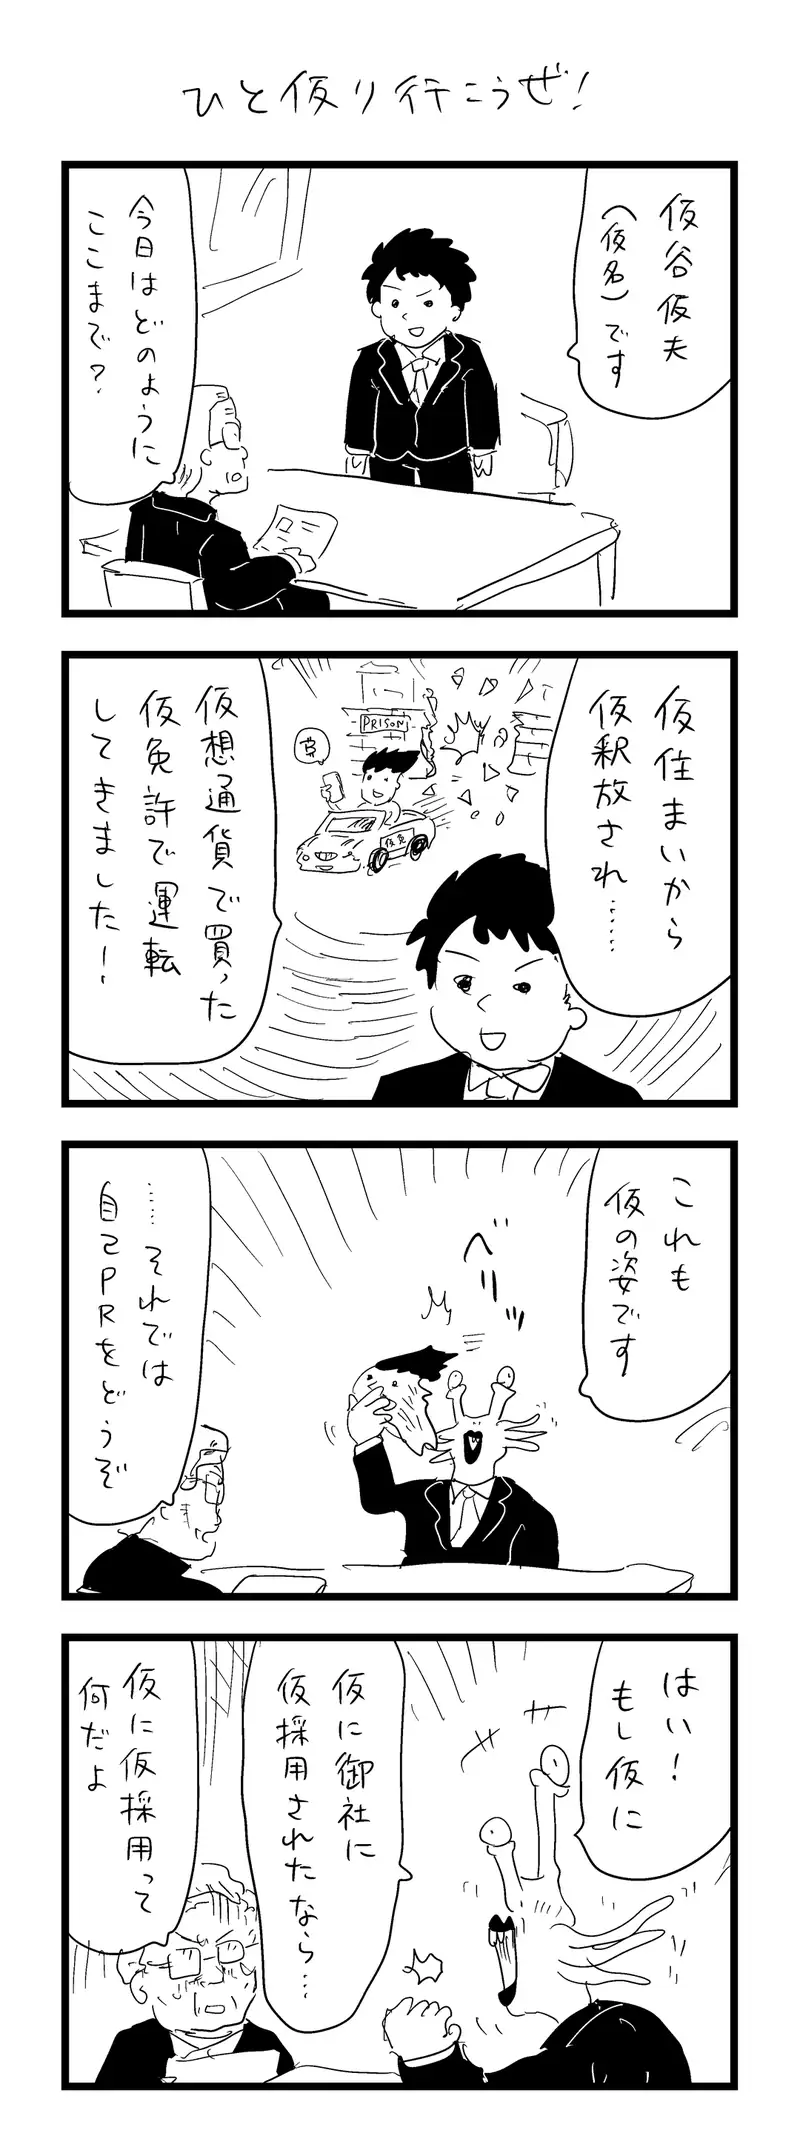 ひと仮り行こうぜ!
仮谷仮夫
(仮名)です
今日はどのように
ここまで?
仮住まいから
仮釈放され……
PRISON
仮免
仮想通貨で買った
仮免許で運転
してきました!
これも
仮の姿です
ベリッ
……それでは
自己PRをどうぞ
はい!
もし仮に
仮に御社に
仮採用されたなら…
仮に仮採用って
何だよ